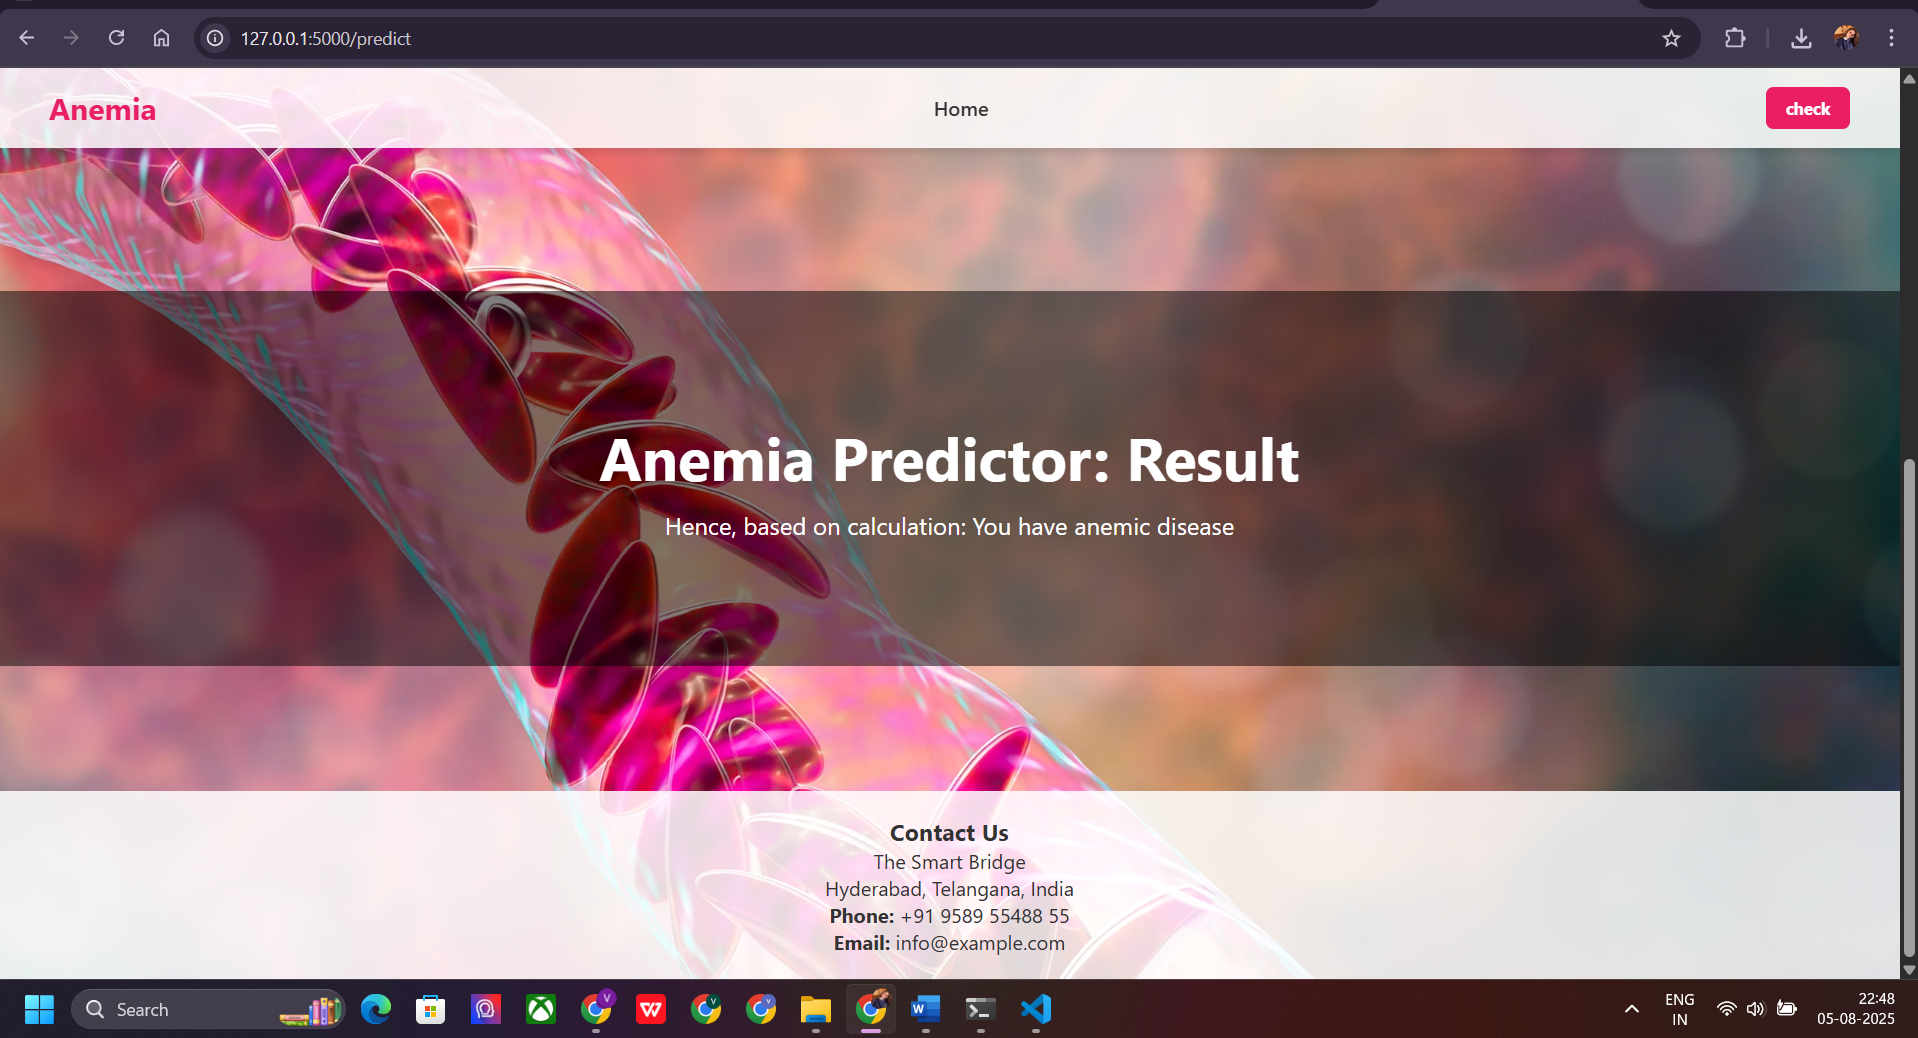 127.0.0.1:5000/predict
Anemia
Home
check
Anemia Predictor: Result
Hence, based on calculation: You have anemic disease
Contact Us
The Smart Bridge
Hyderabad, Telangana, India
Phone: +91 9589 55488 55
Email: info@example.com
Search
ENG
IN
22:48
05-08-2025